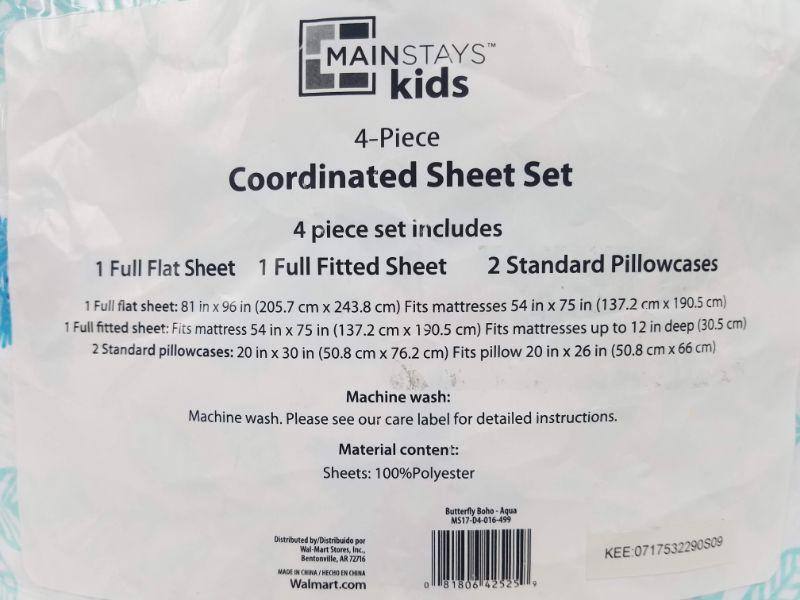 MAINSTAYS™
kids
4-Piece
Coordinated Sheet Set
4 piece set includes
1 Full Flat Sheet 1 Full Fitted Sheet 2 Standard Pillowcases
1 Full flat sheet: 81 in x 96 in (205.7 cm x 243.8 cm) Fits mattresses 54 in x 75 in (137.2 cm x 190.5 cm)
1 Full fitted sheet: Fits mattress 54 in x 75 in (137.2 cm x 190.5 cm) Fits mattresses up to 12 in deep (30.5 cm)
2 Standard pillowcases: 20 in x 30 in (50.8 cm x 76.2 cm) Fits pillow 20 in x 26 in (50.8 cm x 66 cm)
Machine wash:
Machine wash. Please see our care label for detailed instructions.
Material content:
Sheets: 100%Polyester
Distributed by/Distribuido por
Wal-Mart Stores, Inc.,
Bentonville, AR 72716
MADE IN CHINA / HECHO EN CHINA
Walmart.com
Butterfly Boho - Aqua
MS17-D4-016-499
0 81806 42525 9
KEE:0717532290S09